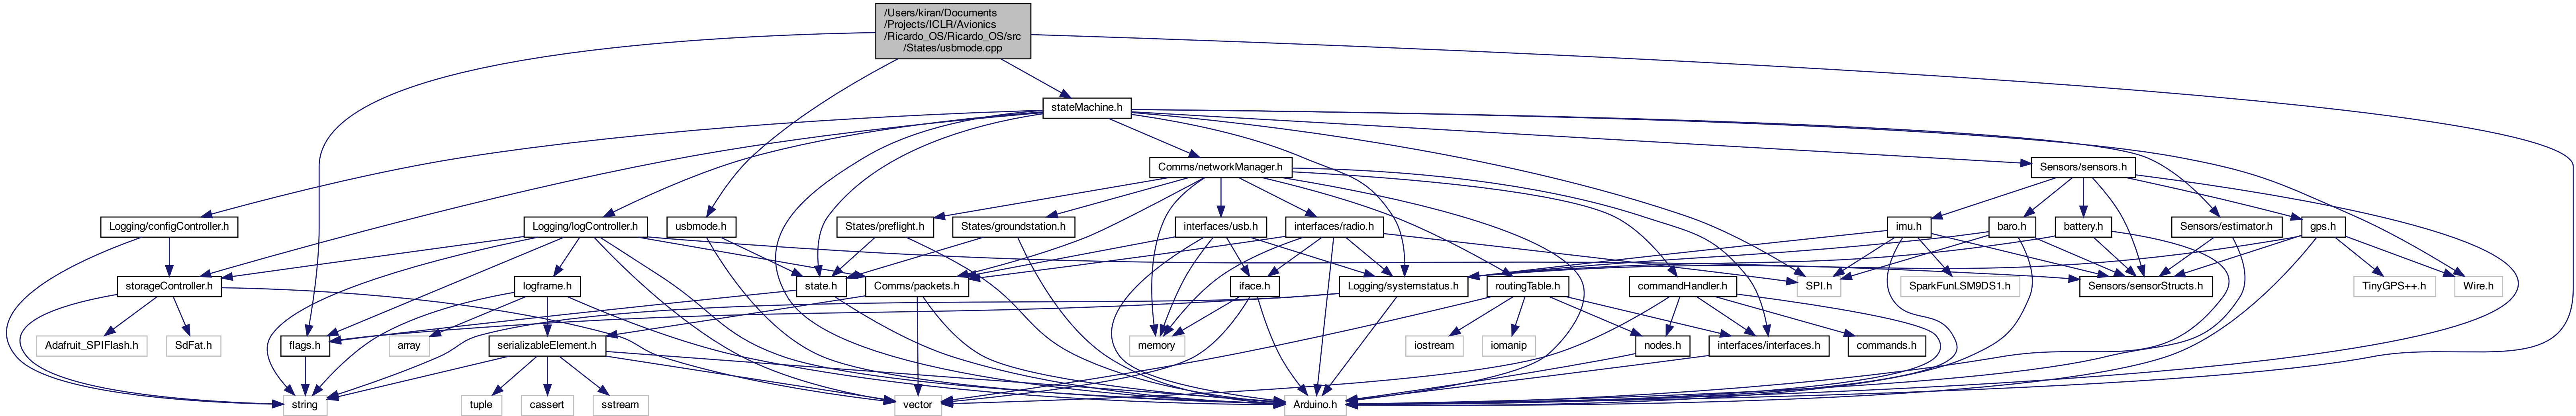 /Users/kiran/Documents
/Projects/ICLR/Avionics
/Ricardo_OS/Ricardo_OS/src
/States/usbmode.cpp
stateMachine.h
Comms/networkManager.h
Sensors/sensors.h
Logging/configController.h
Logging/logController.h
usbmode.h
States/preflight.h
States/groundstation.h
interfaces/usb.h
interfaces/radio.h
imu.h
baro.h
battery.h
Sensors/estimator.h
gps.h
storageController.h
logframe.h
state.h
Comms/packets.h
iface.h
Logging/systemstatus.h
routingTable.h
commandHandler.h
SPI.h
SparkFunLSM9DS1.h
Sensors/sensorStructs.h
TinyGPS++.h
Wire.h
Adafruit_SPIFlash.h
SdFat.h
flags.h
array
serializableElement.h
memory
iostream
iomanip
nodes.h
interfaces/interfaces.h
commands.h
string
tuple
cassert
sstream
vector
Arduino.h